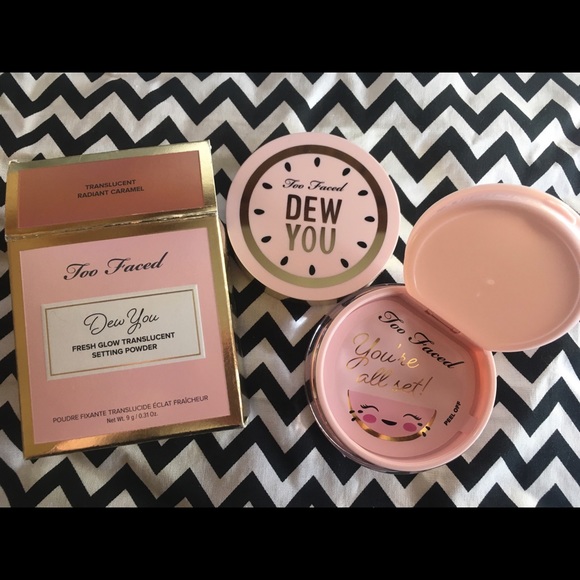 TRANSLUCENT
RADIANT CARAMEL
Too Faced
Dew You
FRESH GLOW TRANSLUCENT
SETTING POWDER
POUDRE FIXANTE TRANSLUCIDE ÉCLAT FRAÎCHEUR
Net. Wt. 9 g / 0.31 Oz.
Too Faced
DEW
YOU
Too Faced
You're
all set!
PEEL OFF